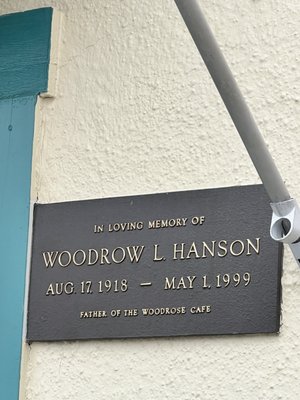 IN LOVING MEMORY OF
WOODROW L. HANSON
AUG. 17, 1918 — MAY 1, 1999
FATHER OF THE WOODROSE CAFE